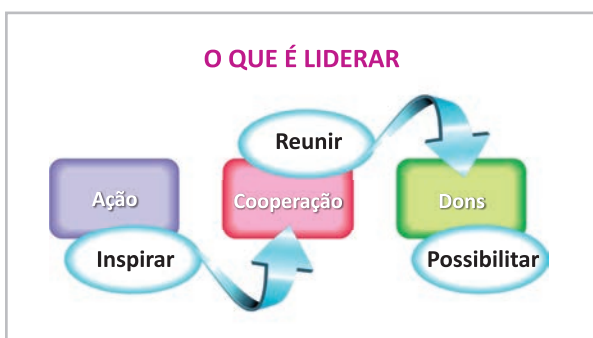 O QUE É LIDERAR
Reunir
Ação
Cooperação
Dons
Inspirar
Possibilitar